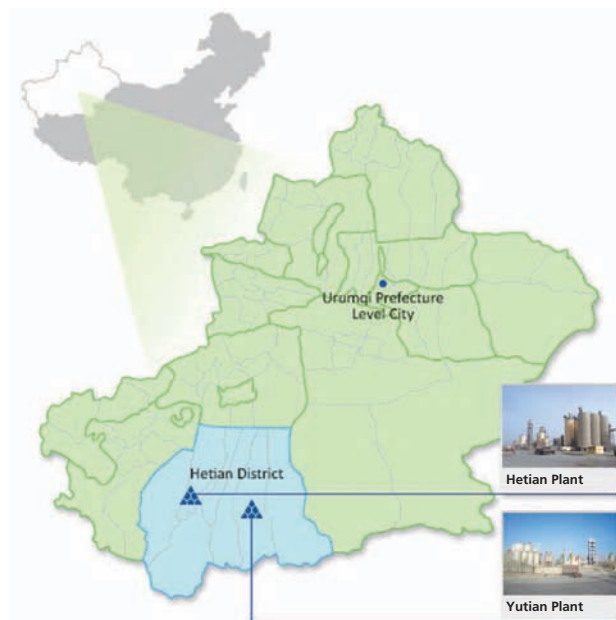 Urumqi Prefecture
Level City
Hetian District
Hetian Plant
Yutian Plant